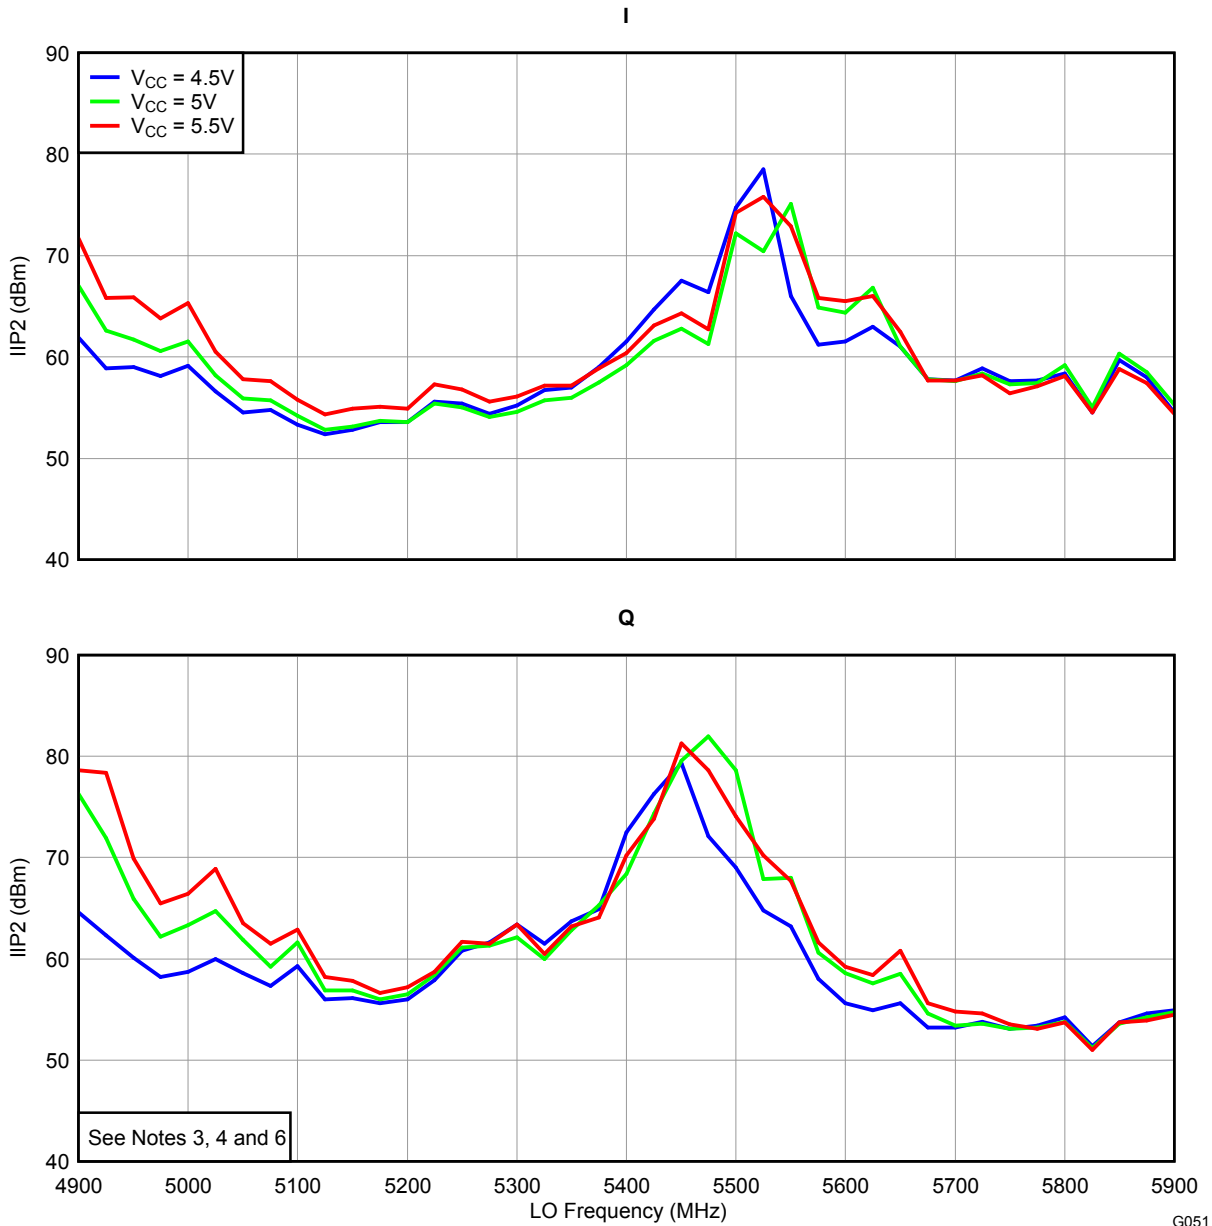 I
90
80
70
60
50
40
IIP2 (dBm)
VCC = 4.5V
VCC = 5V
VCC = 5.5V
Q
90
80
70
60
50
40
IIP2 (dBm)
See Notes 3, 4 and 6
4900 5000 5100 5200 5300 5400 5500 5600 5700 5800 5900
LO Frequency (MHz)
G051